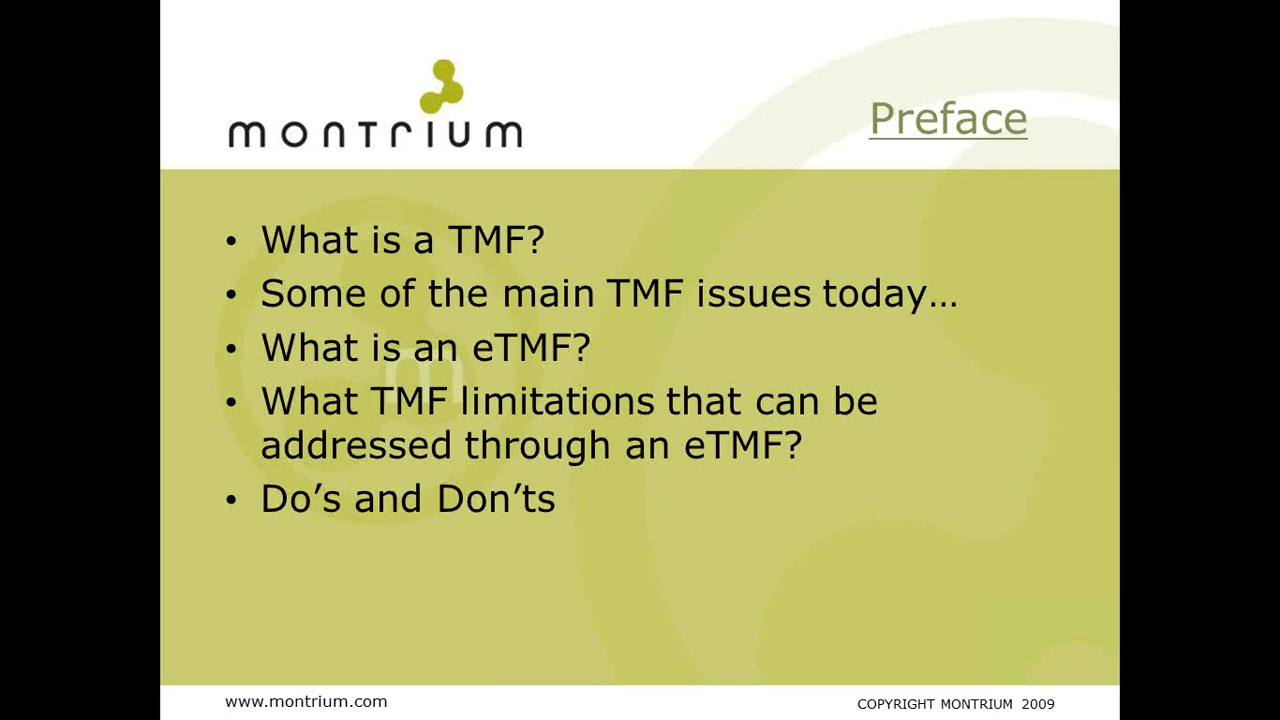 montrium
Preface
• What is a TMF?
• Some of the main TMF issues today…
• What is an eTMF?
• What TMF limitations that can be
addressed through an eTMF?
• Do’s and Don’ts
m
www.montrium.com
COPYRIGHT MONTRIUM 2009